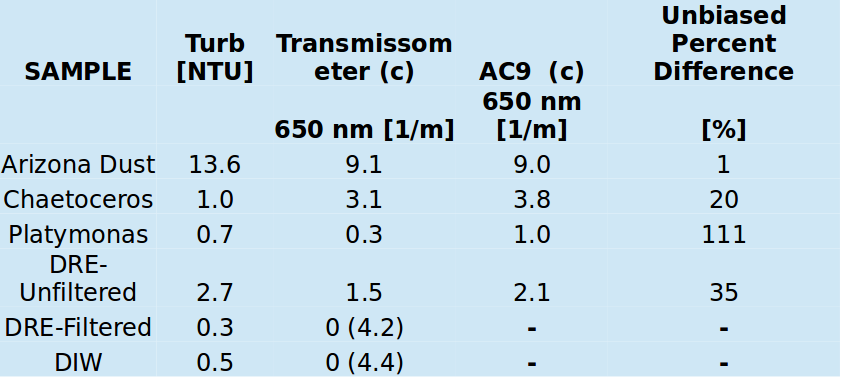 SAMPLE Turb [NTU] Transmissom eter (c) AC9 (c) Unbiased Percent Difference
650 nm [1/m] 650 nm [1/m] [%]
Arizona Dust 13.6 9.1 9.0 1
Chaetoceros 1.0 3.1 3.8 20
Platymonas 0.7 0.3 1.0 111
DRE-
Unfiltered 2.7 1.5 2.1 35
DRE-Filtered 0.3 0 (4.2) - -
DIW 0.5 0 (4.4) - -